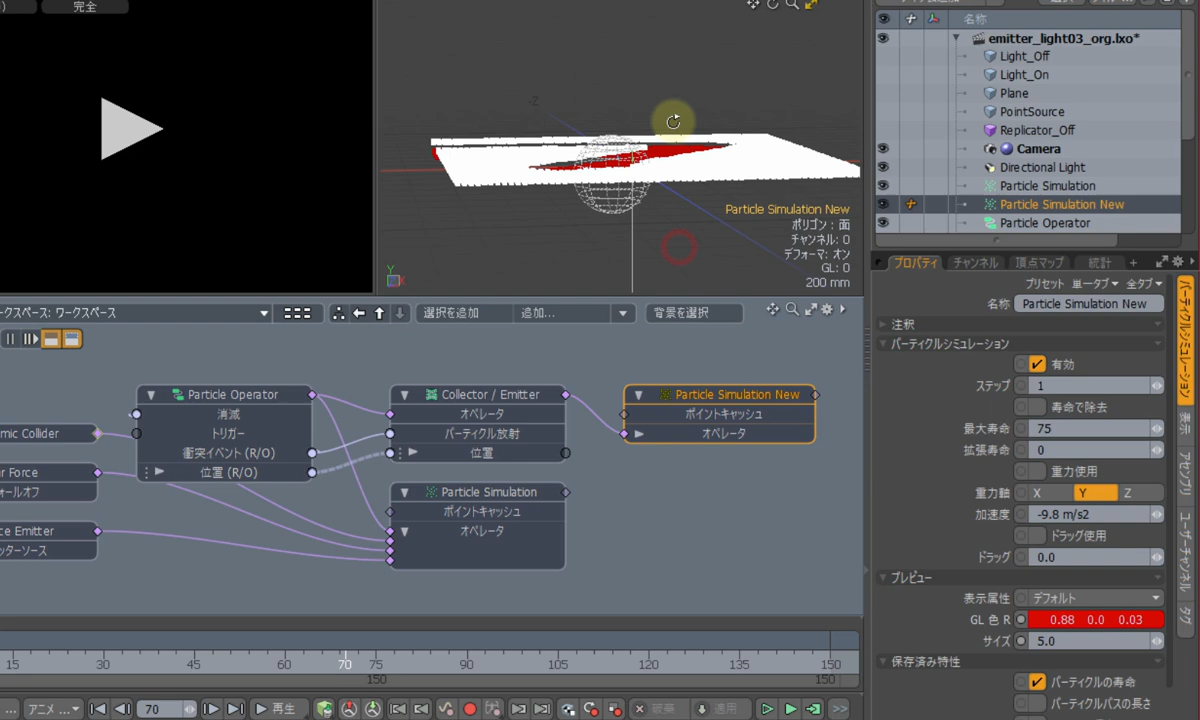 完全
-Z
Particle Simulation New
ポリゴン : 面
チャンネル: 0
デフォーマ: オン
GL: 0
200 mm
Y
名称
emitter_light03_org.lxo*
Light_Off
Light_On
Plane
PointSource
Replicator_Off
Camera
Directional Light
Particle Simulation
Particle Simulation New
Particle Operator
プロパティ チャンネル 頂点マップ 統計 +
プリセット 単一タブ 全タブ
名称 Particle Simulation New
注釈
パーティクルシミュレーション
有効
ステップ 1
寿命で除去
最大寿命 75
拡張寿命 0
重力使用
重力軸 X Y Z
加速度 -9.8 m/s2
ドラッグ使用
ドラッグ 0.0
プレビュー
表示属性 デフォルト
GL 色 R 0.88 0.0 0.03
サイズ 5.0
保存済み特性
パーティクルの寿命
パーティクルパスの長さ
パーティクルシミュレーション
表示
アセンブリ
ユーザーチャンネル
タグ
ークスペース: ワークスペース
選択を追加 追加... 背景を選択
Particle Operator
消滅
トリガー
衝突イベント (R/O)
位置 (R/O)
Collector / Emitter
オペレータ
パーティクル放射
位置
Particle Simulation New
ポイントキャッシュ
オペレータ
Particle Simulation
ポイントキャッシュ
オペレータ
mic Collider
r Force
ォールオフ
ce Emitter
ッターソース
15 30 45 60 70 75 90 105 120 135 150
150 150
... アニメ ... 70 再生 破棄 適用 >>